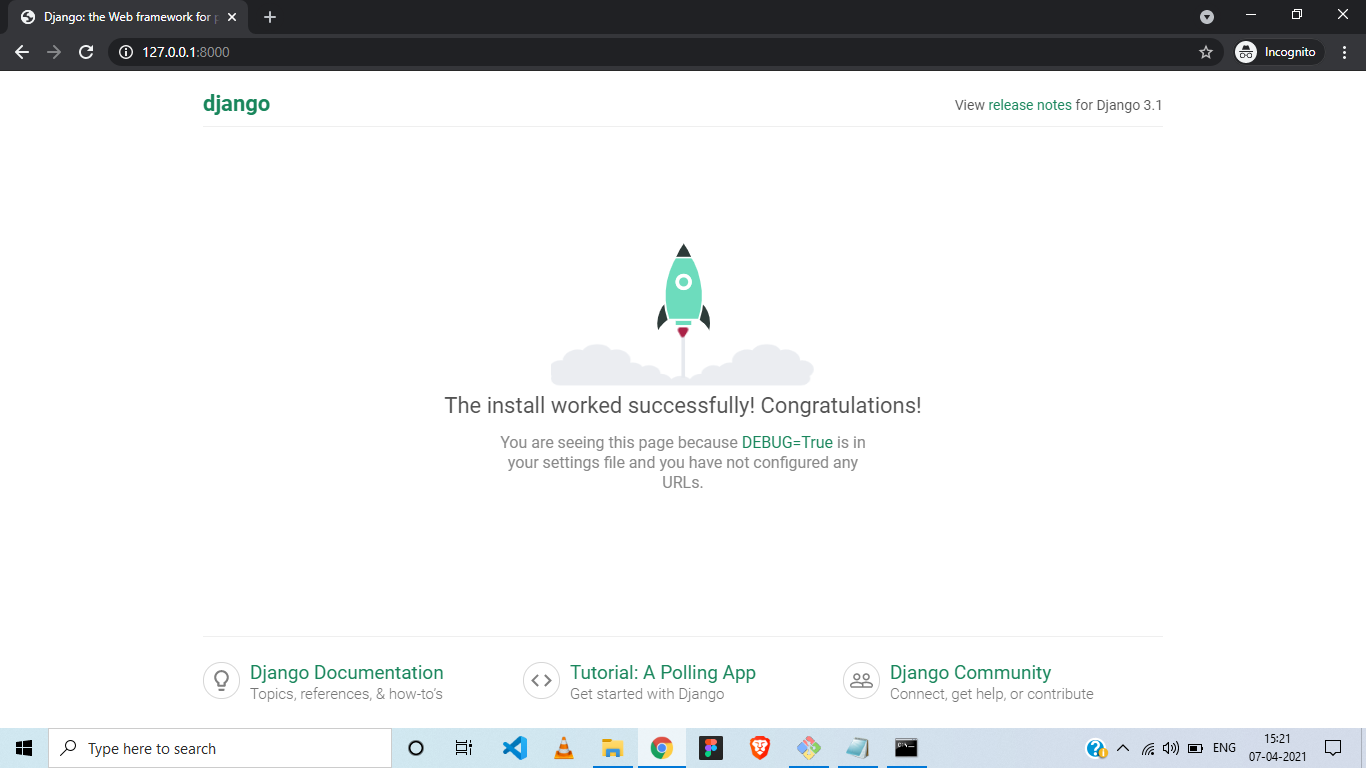 Django: the Web framework for p
127.0.0.1:8000
Incognito
django
View release notes for Django 3.1
The install worked successfully! Congratulations!
You are seeing this page because DEBUG=True is in
your settings file and you have not configured any
URLs.
Django Documentation
Topics, references, & how-to's
Tutorial: A Polling App
Get started with Django
Django Community
Connect, get help, or contribute
Type here to search
ENG
15:21
07-04-2021